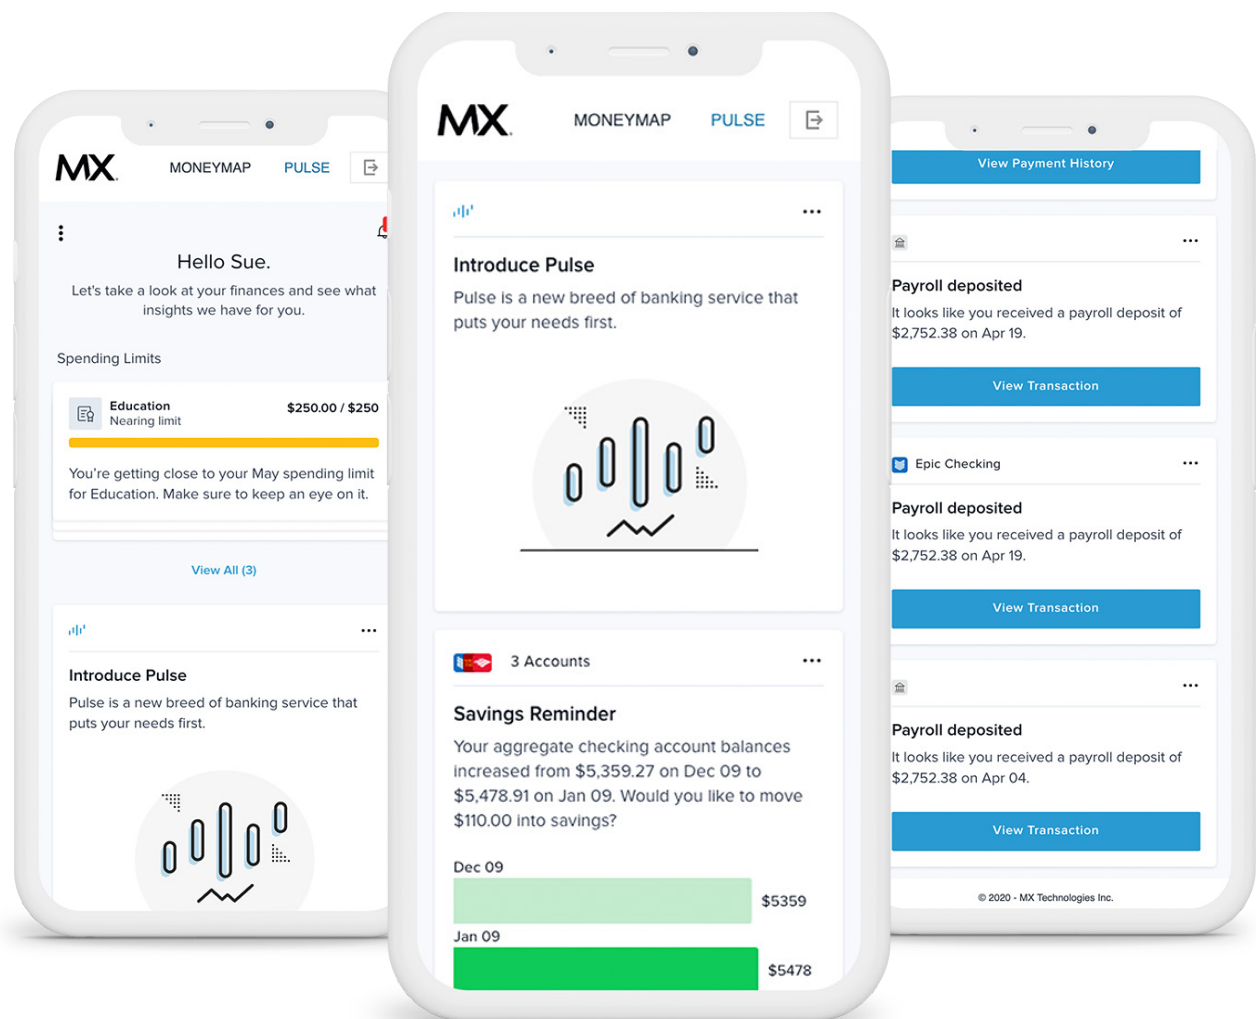 MX
MONEYMAP
PULSE
Hello Sue.
Let's take a look at your finances and see what
insights we have for you.
Spending Limits
Education
$250.00 / $250
Nearing limit
You're getting close to your May spending limit
for Education. Make sure to keep an eye on it.
View All (3)
Introduce Pulse
Pulse is a new breed of banking service that
puts your needs first.
MX
MONEYMAP
PULSE
Introduce Pulse
Pulse is a new breed of banking service that
puts your needs first.
3 Accounts
Savings Reminder
Your aggregate checking account balances
increased from $5,359.27 on Dec 09 to
$5,478.91 on Jan 09. Would you like to move
$110.00 into savings?
Dec 09
$5359
Jan 09
$5478
View Payment History
Payroll deposited
It looks like you received a payroll deposit of
$2,752.38 on Apr 19.
View Transaction
Epic Checking
Payroll deposited
It looks like you received a payroll deposit of
$2,752.38 on Apr 19.
View Transaction
Payroll deposited
It looks like you received a payroll deposit of
$2,752.38 on Apr 04.
View Transaction
© 2020 - MX Technologies Inc.